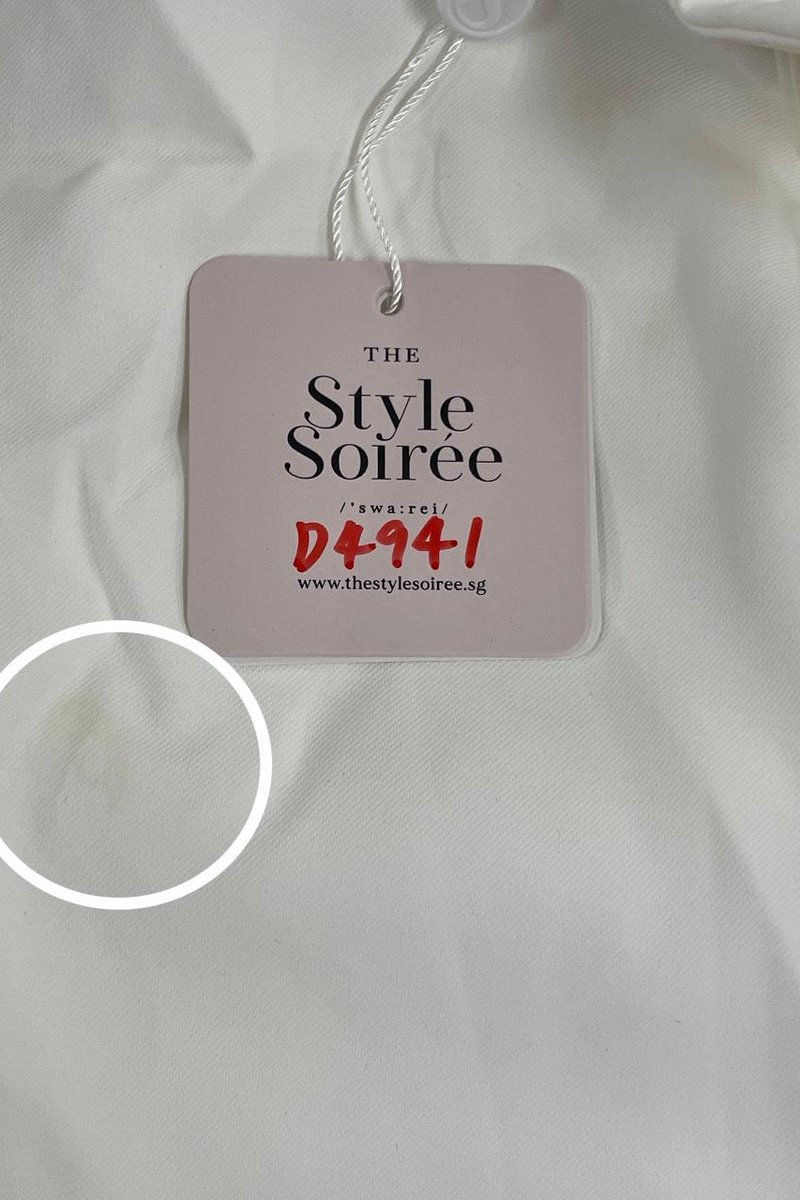 THE
Style
Soirée
/'swa:rei/
D4941
www.thestylesoiree.sg